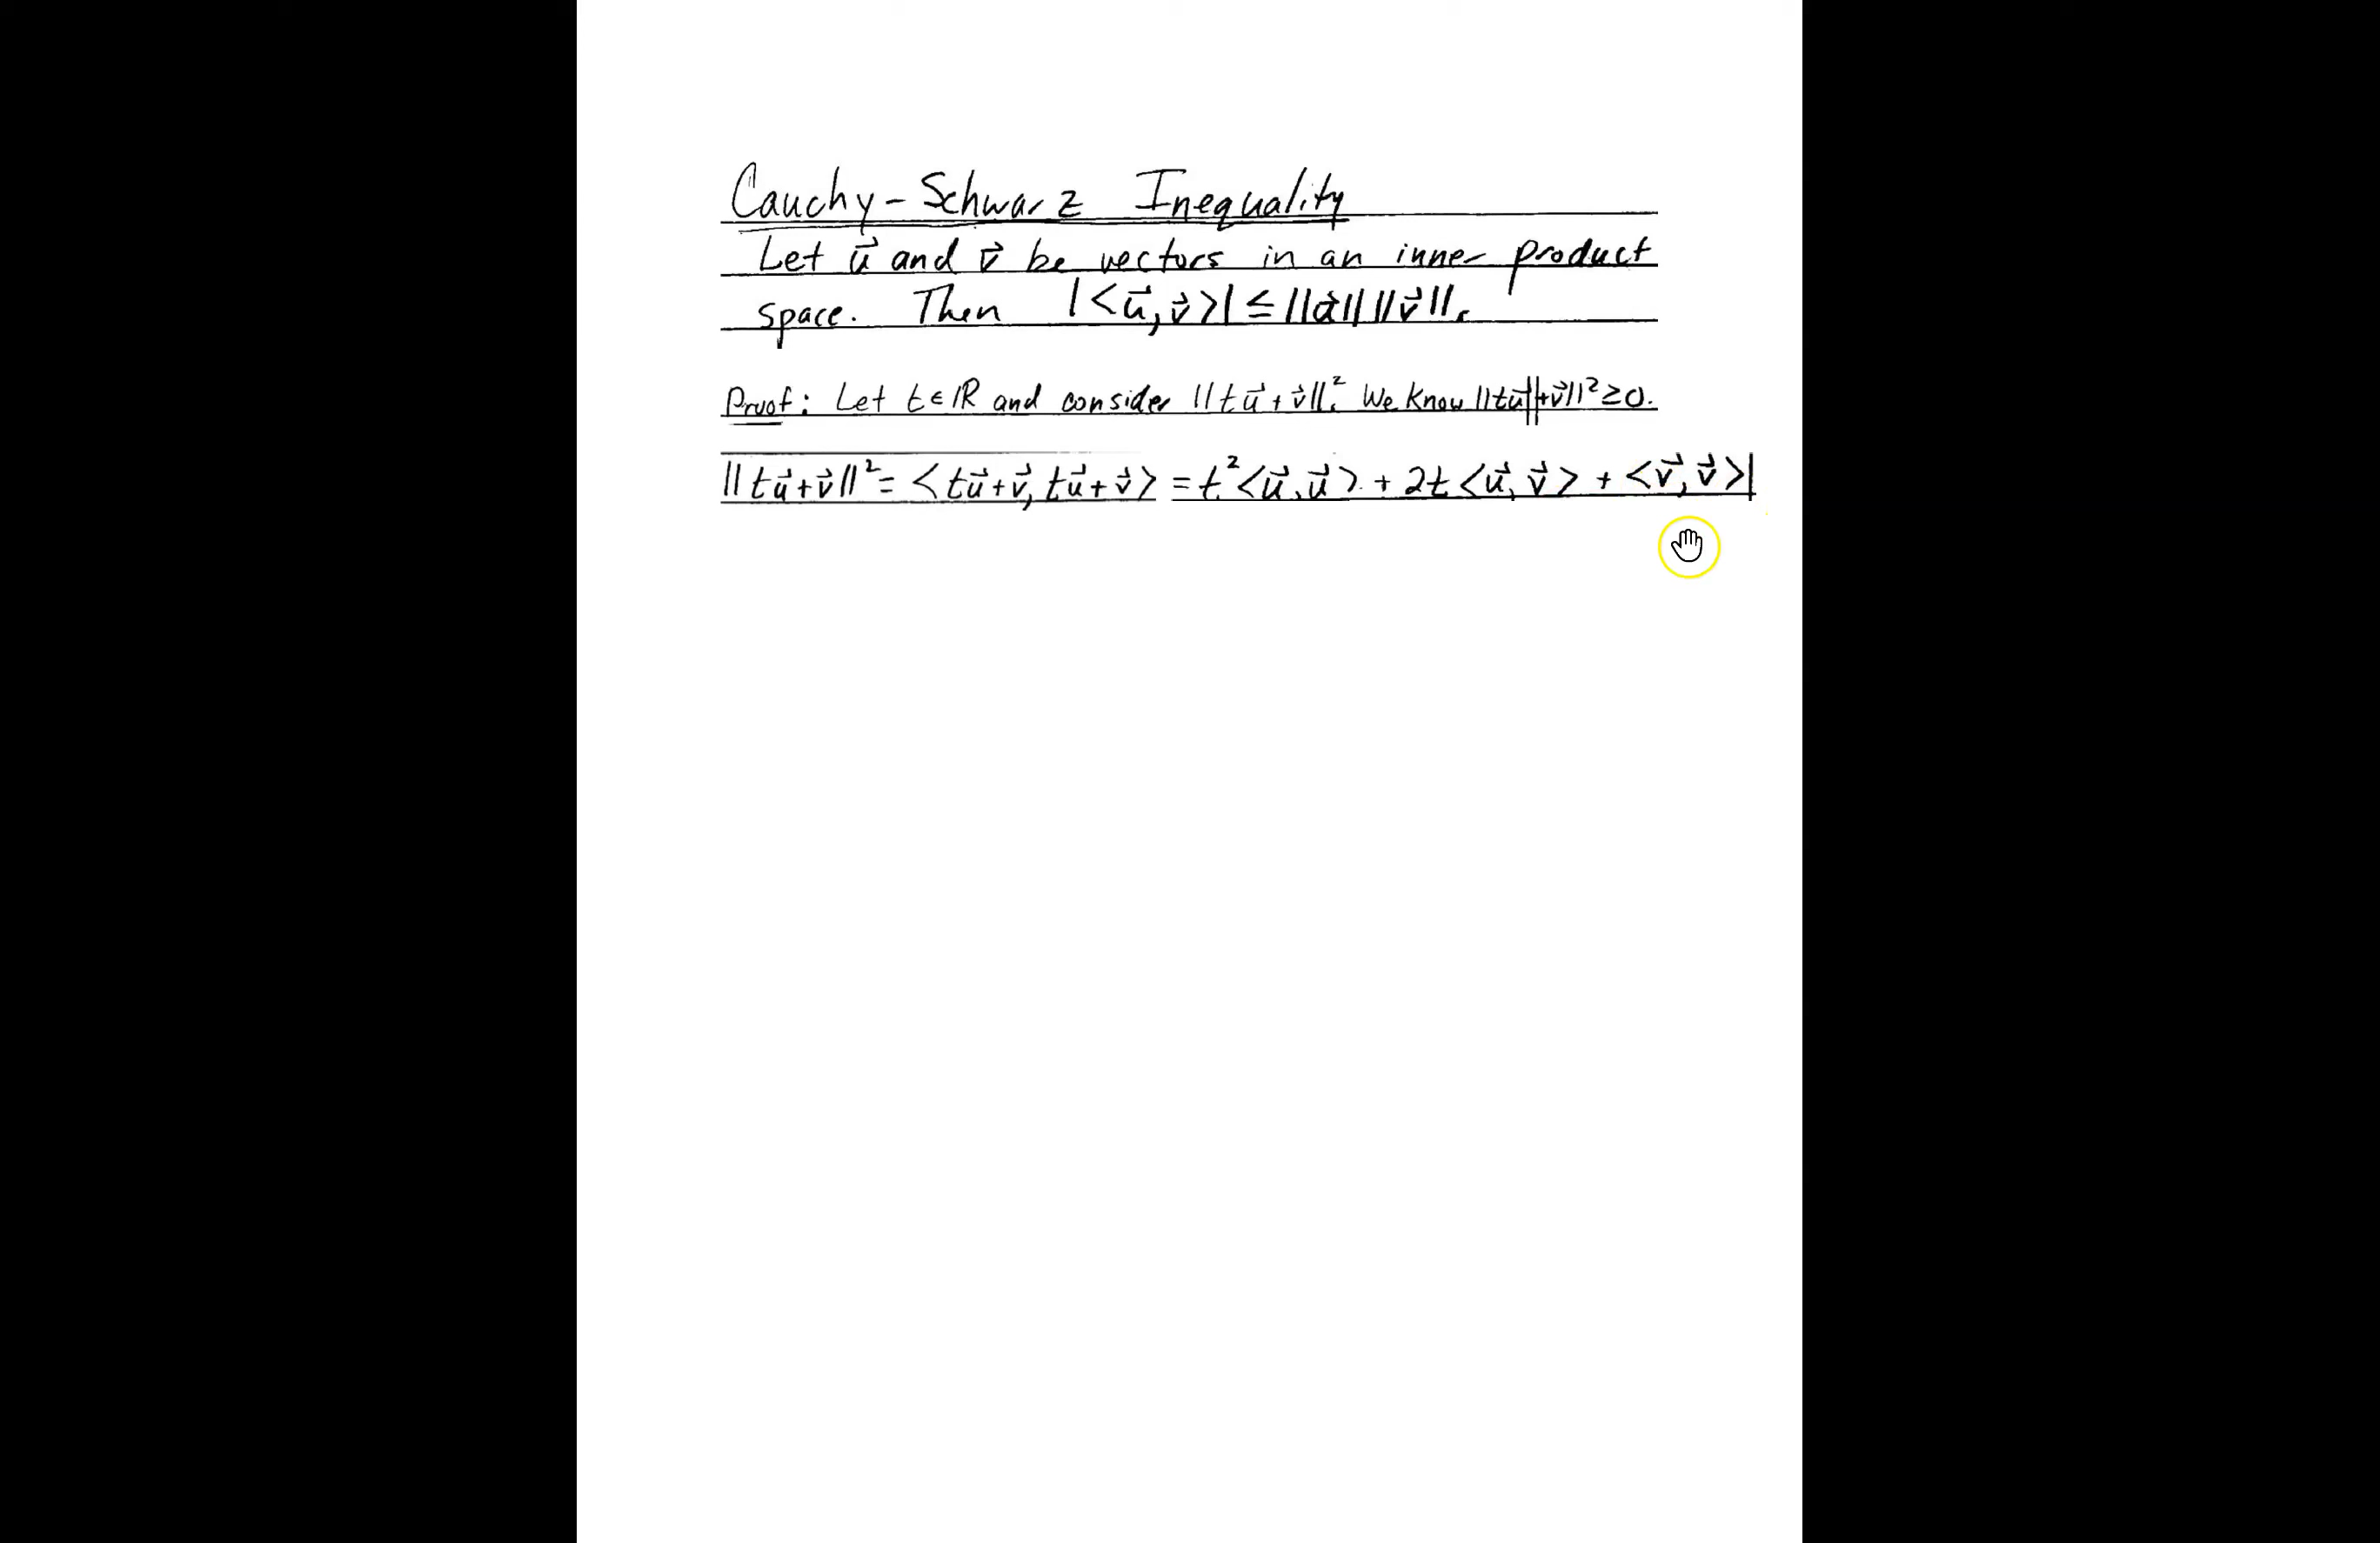 Cauchy-Schwarz Inequality
Let u⃗ and v⃗ be vectors in an inner product
space. Then |<u⃗, v⃗>| ≤ ||u⃗|| ||v⃗||.
Proof: Let t∈ℝ and consider ||tu⃗ + v⃗||². We know ||tu⃗+v⃗||² ≥ 0.
||tu⃗+v⃗||² = <tu⃗+v⃗, tu⃗+v⃗> = t²<u⃗, u⃗> + 2t<u⃗, v⃗> + <v⃗, v⃗>